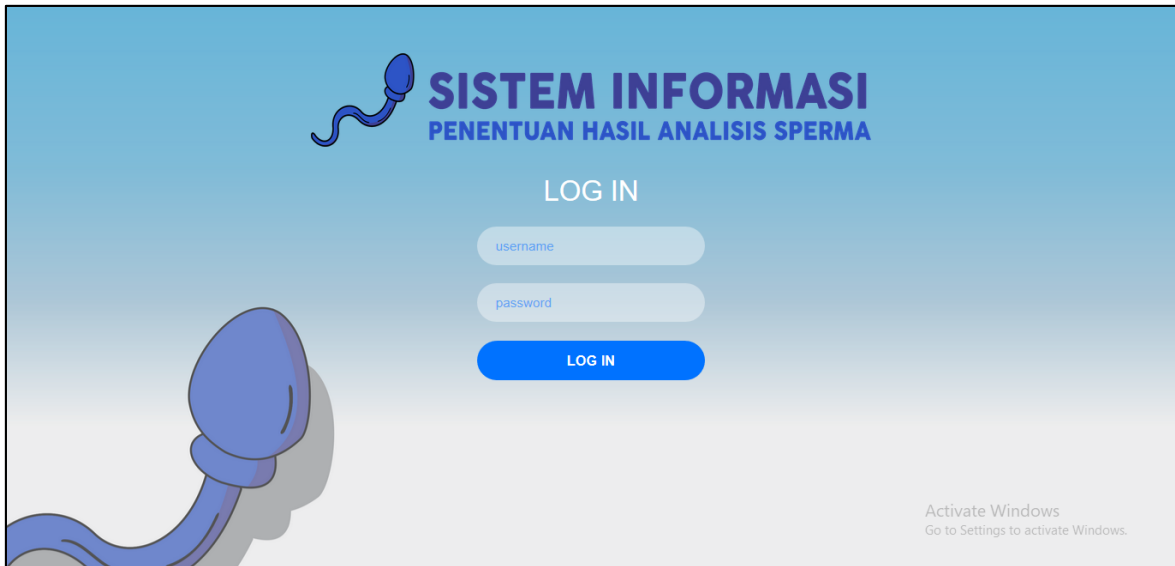 SISTEM INFORMASI
PENENTUAN HASIL ANALISIS SPERMA
LOG IN
username
password
LOG IN
Activate Windows
Go to Settings to activate Windows.